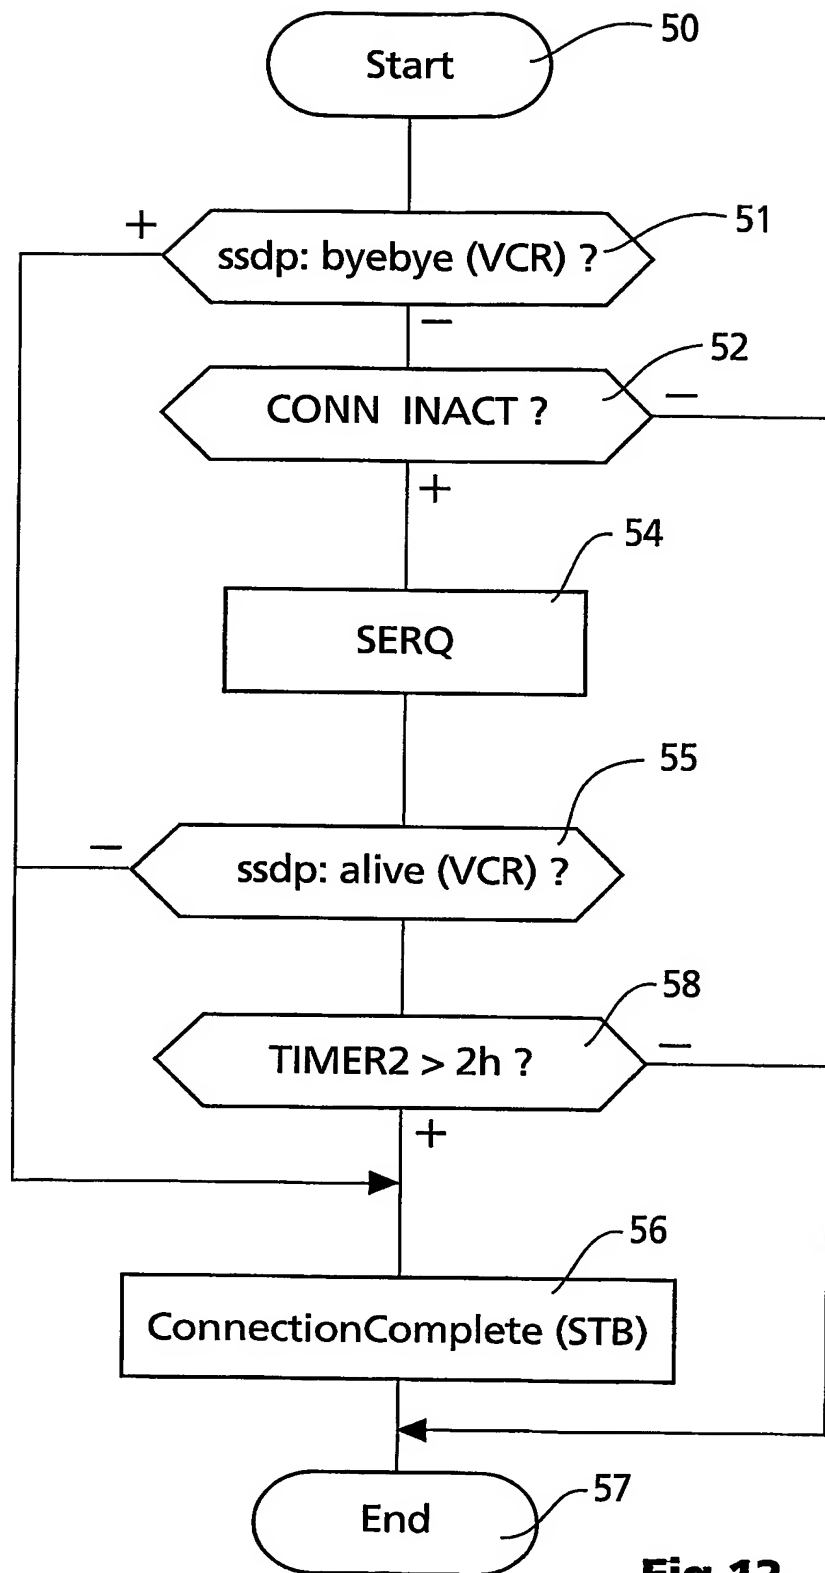 50
Start
+
51
ssdp: byebye (VCR) ?
−
52
CONN INACT ?
−
+
54
SERQ
55
−
ssdp: alive (VCR) ?
58
TIMER2 > 2h ?
−
+
56
ConnectionComplete (STB)
57
End